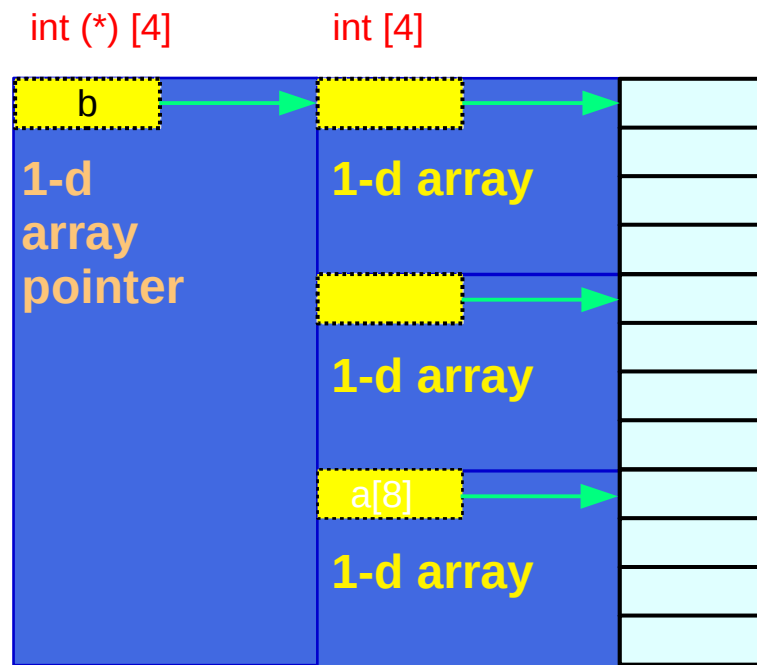 int (*) [4]
int [4]
b
1-d
array
pointer
1-d array
1-d array
a[8]
1-d array